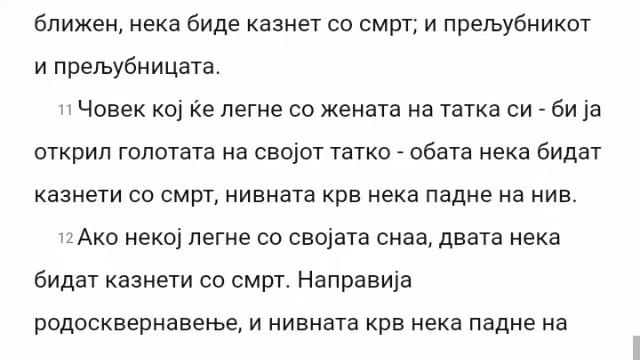 ближен, нека биде казнет со смрт; и прељубникот
и прељубницата.
11 Човек кој ќе легне со жената на татка си - би ја
открил голотата на својот татко - обата нека бидат
казнети со смрт, нивната крв нека падне на нив.
12 Ако некој легне со својата снаа, двата нека
бидат казнети со смрт. Направија
родосквернавење, и нивната крв нека падне на